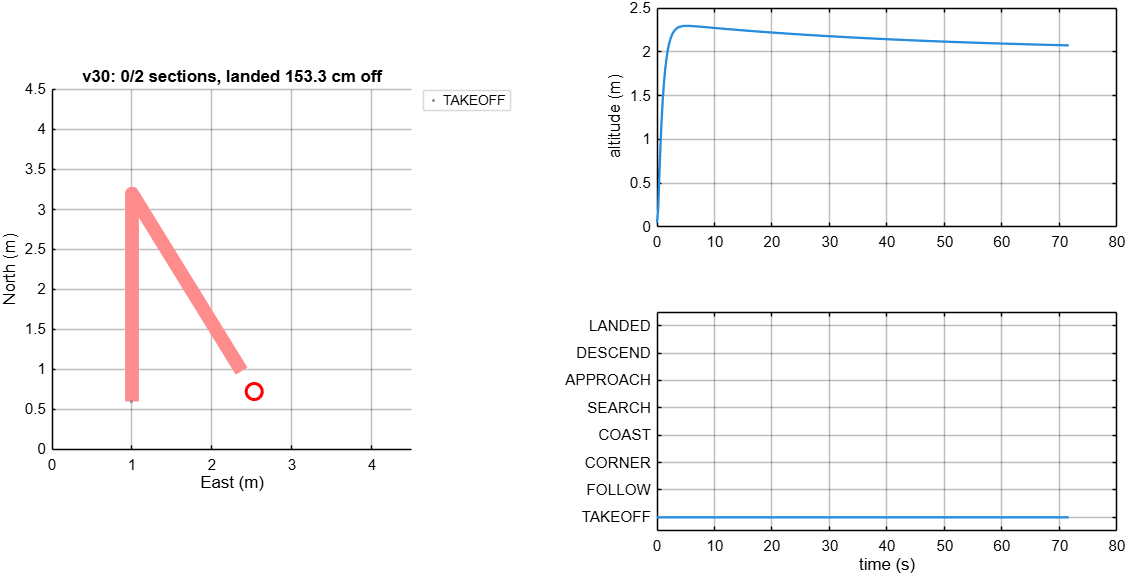 v30: 0/2 sections, landed 153.3 cm off
TAKEOFF
North (m)
4.5
4
3.5
3
2.5
2
1.5
1
0.5
0
0 1 2 3 4
East (m)
altitude (m)
2.5
2
1.5
1
0.5
0
0 10 20 30 40 50 60 70 80
LANDED
DESCEND
APPROACH
SEARCH
COAST
CORNER
FOLLOW
TAKEOFF
0 10 20 30 40 50 60 70 80
time (s)